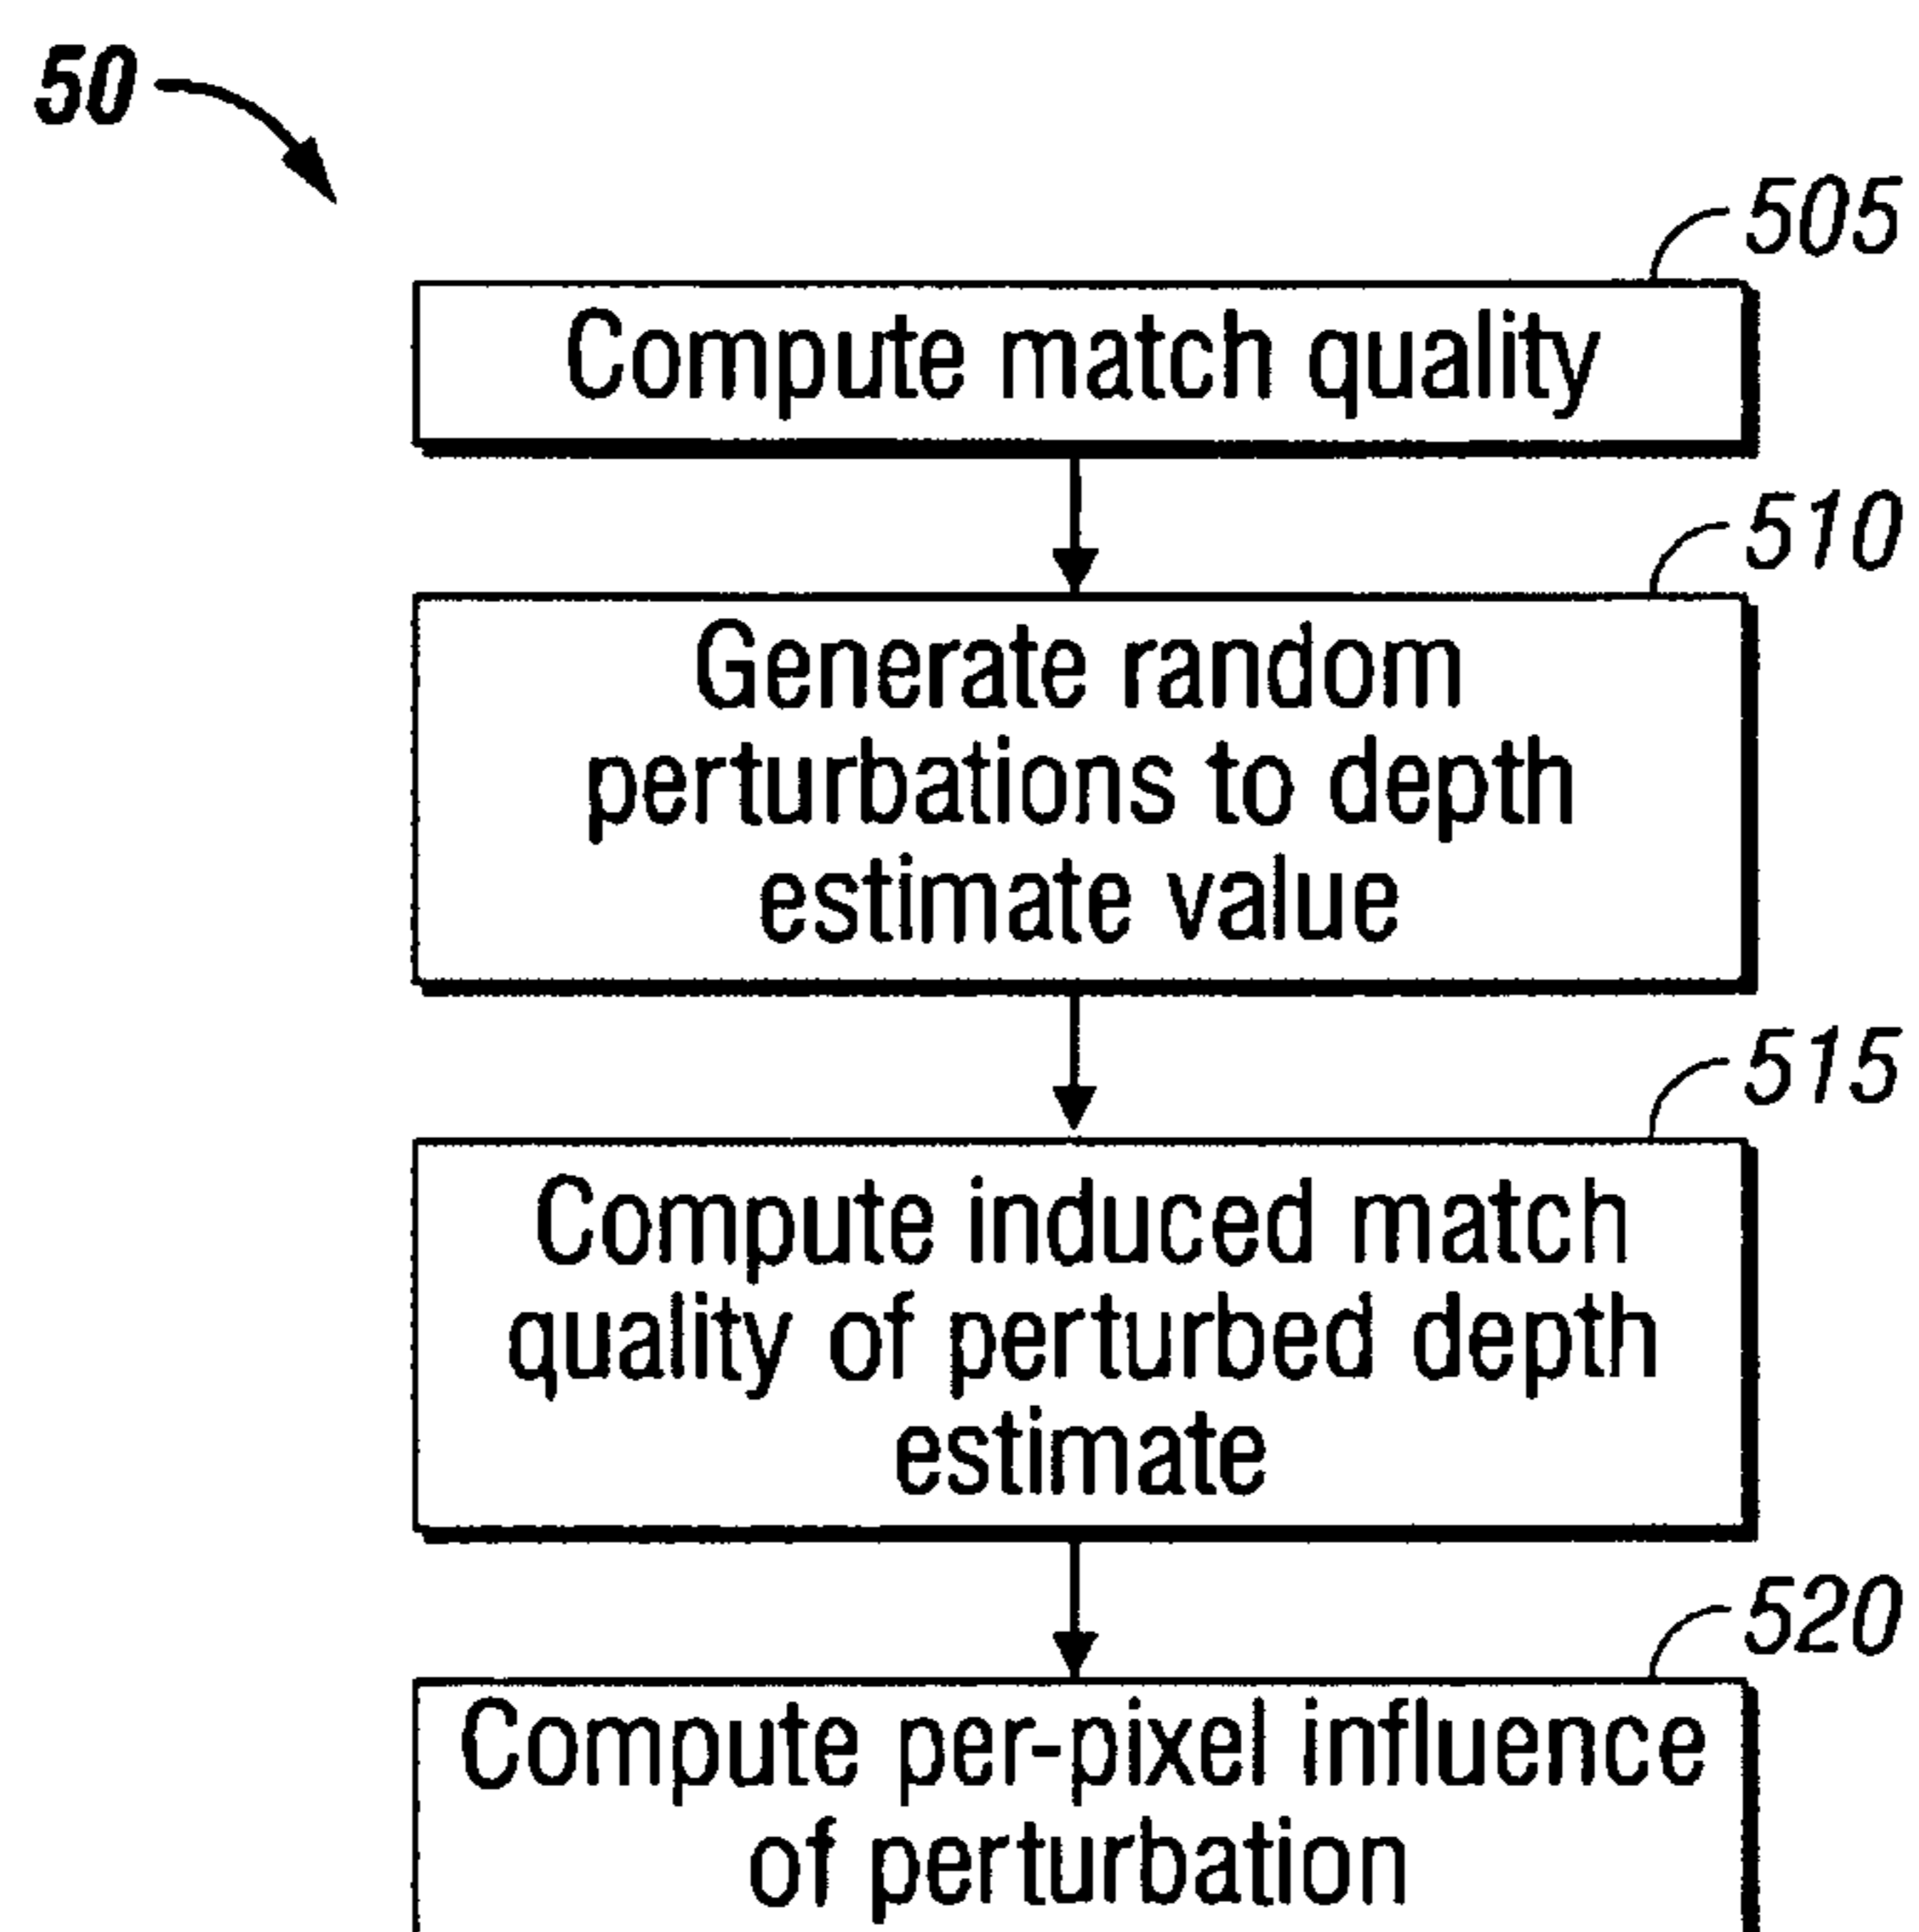 50
505
Compute match quality
510
Generate random
perturbations to depth
estimate value
515
Compute induced match
quality of perturbed depth
estimate
520
Compute per-pixel influence
of perturbation